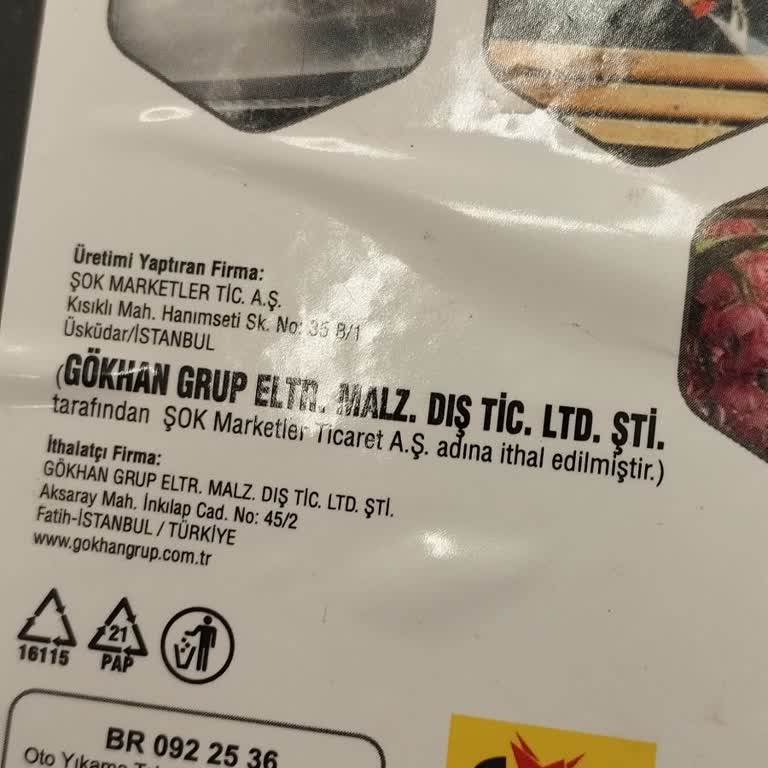 Üretimi Yaptıran Firma:
ŞOK MARKETLER TİC. A.Ş.
Kısıklı Mah. Hanımseti Sk. No: 35 B/1
Üsküdar/İSTANBUL
(GÖKHAN GRUP ELTR. MALZ. DIŞ TİC. LTD. ŞTİ.
tarafından ŞOK Marketler Ticaret A.Ş. adına ithal edilmiştir.)
İthalatçı Firma:
GÖKHAN GRUP ELTR. MALZ. DIŞ TİC. LTD. ŞTİ.
Aksaray Mah. İnkılap Cad. No: 45/2
Fatih-İSTANBUL / TÜRKİYE
www.gokhangrup.com.tr
21
16115 PAP
BR 092 25 36
Oto Yıkama